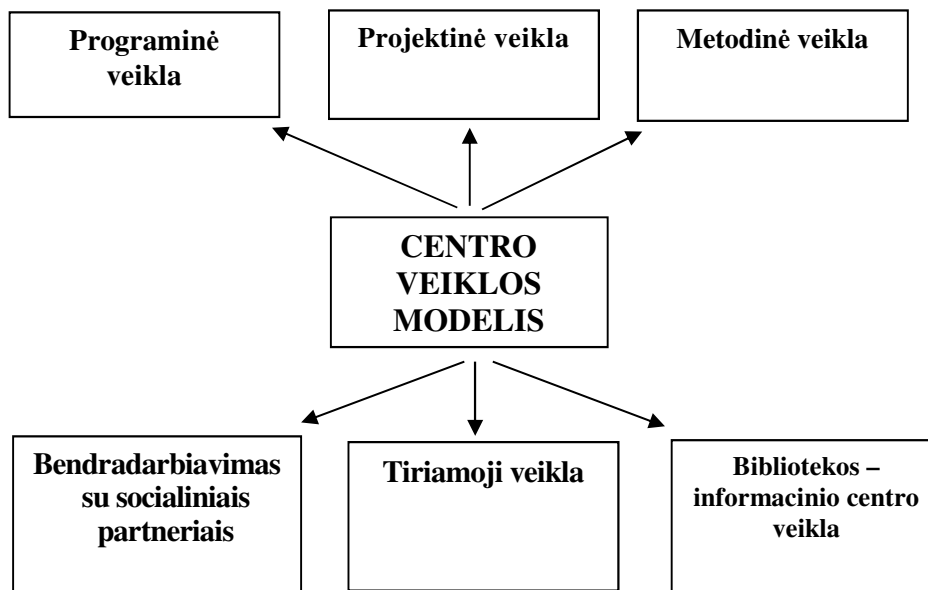 Programinė
veikla
Projektinė veikla
Metodinė veikla
CENTRO
VEIKLOS
MODELIS
Bendradarbiavimas
su socialiniais
partneriais
Tiriamoji veikla
Bibliotekos –
informacinio centro
veikla